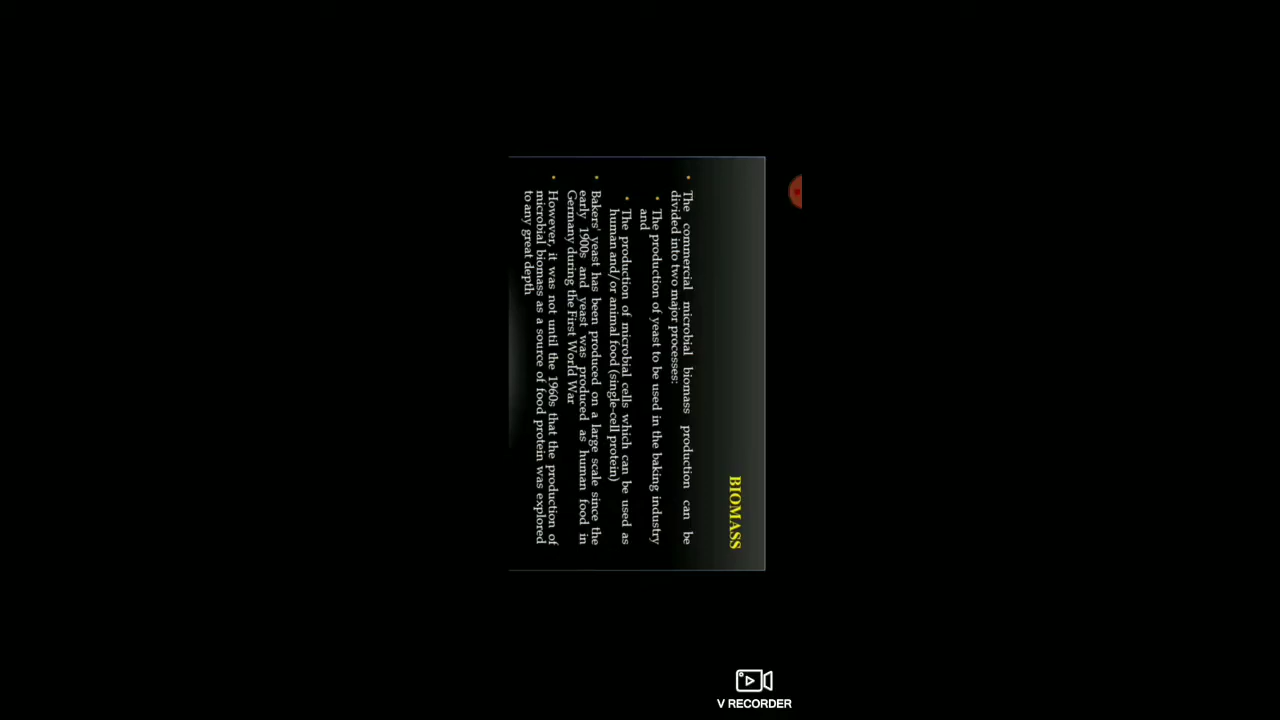 BIOMASS
• The commercial microbial biomass production can be
divided into two major processes:
• The production of yeast to be used in the baking industry
and
• The production of microbial cells which can be used as
human and/or animal food (single-cell protein)
• Bakers' yeast has been produced on a large scale since the
early 1900s and yeast was produced as human food in
Germany during the First World War
• However, it was not until the 1960s that the production of
microbial biomass as a source of food protein was explored
to any great depth
V RECORDER